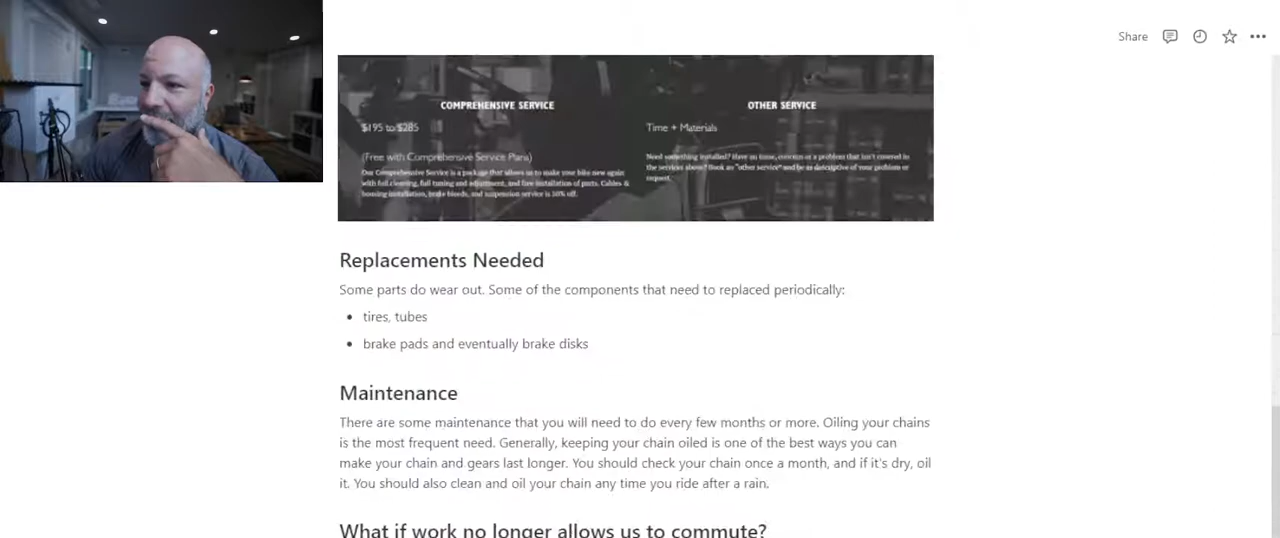 Share
COMPREHENSIVE SERVICE
OTHER SERVICE
$195 to $285
Time + Materials
(Free with Comprehensive Service Plans)
Our Comprehensive Service is a package that allows us to make your bike new again
with full cleaning, full tuning and adjustment, and free installation of parts. Cables &
housing installation, brake bleeds, and suspension service is 50% off.
Need something installed? Have an issue, concern or a problem that isn't covered in
the services above? Book an "other service" and be as descriptive of your problem or
request.
Replacements Needed
Some parts do wear out. Some of the components that need to replaced periodically:
• tires, tubes
• brake pads and eventually brake disks
Maintenance
There are some maintenance that you will need to do every few months or more. Oiling your chains
is the most frequent need. Generally, keeping your chain oiled is one of the best ways you can
make your chain and gears last longer. You should check your chain once a month, and if it's dry, oil
it. You should also clean and oil your chain any time you ride after a rain.
What if work no longer allows us to commute?